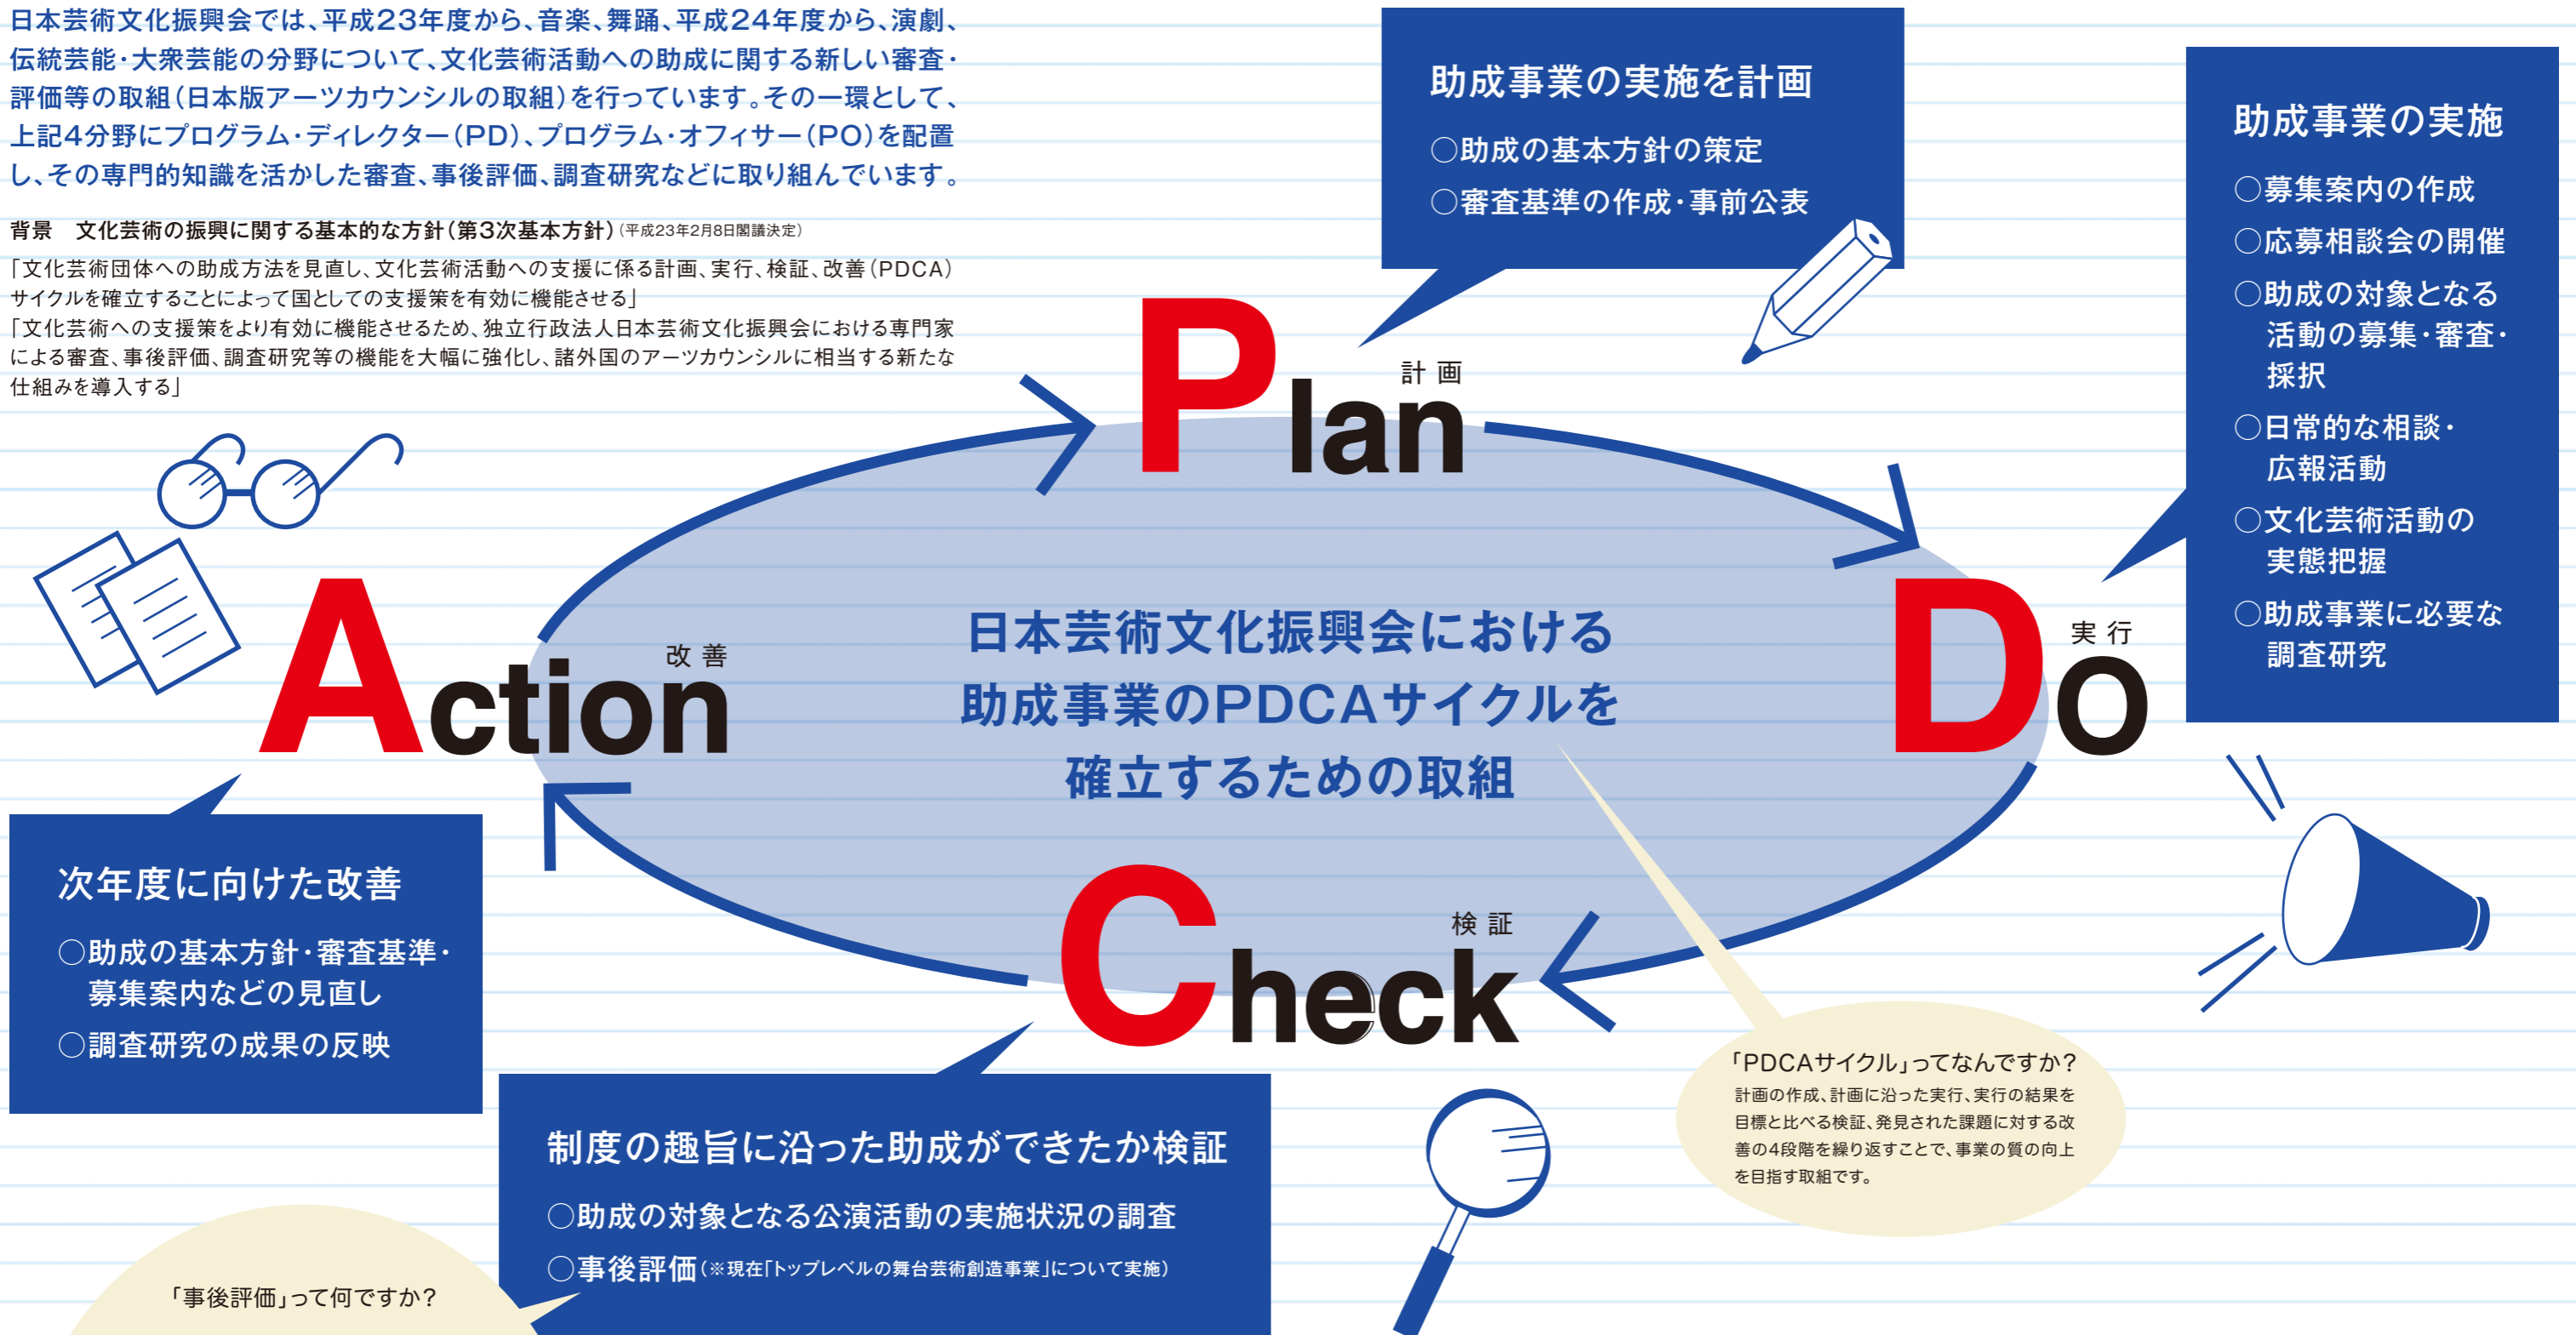 日本芸術文化振興会では、平成23年度から、音楽、舞踊、平成24年度から、演劇、
伝統芸能・大衆芸能の分野について、文化芸術活動への助成に関する新しい審査・
評価等の取組(日本版アーツカウンシルの取組)を行っています。その一環として、
上記4分野にプログラム・ディレクター(PD)、プログラム・オフィサー(PO)を配置
し、その専門的知識を活かした審査、事後評価、調査研究などに取り組んでいます。
背景　文化芸術の振興に関する基本的な方針(第3次基本方針)(平成23年2月8日閣議決定)
「文化芸術団体への助成方法を見直し、文化芸術活動への支援に係る計画、実行、検証、改善(PDCA)
サイクルを確立することによって国としての支援策を有効に機能させる」
「文化芸術への支援策をより有効に機能させるため、独立行政法人日本芸術文化振興会における専門家
による審査、事後評価、調査研究等の機能を大幅に強化し、諸外国のアーツカウンシルに相当する新たな
仕組みを導入する」
助成事業の実施を計画
○助成の基本方針の策定
○審査基準の作成・事前公表
計画
Plan
助成事業の実施
○募集案内の作成
○応募相談会の開催
○助成の対象となる
活動の募集・審査・
採択
○日常的な相談・
広報活動
○文化芸術活動の
実態把握
○助成事業に必要な
調査研究
実行
Do
日本芸術文化振興会における
助成事業のPDCAサイクルを
確立するための取組
改善
Action
次年度に向けた改善
○助成の基本方針・審査基準・
募集案内などの見直し
○調査研究の成果の反映
検証
Check
制度の趣旨に沿った助成ができたか検証
○助成の対象となる公演活動の実施状況の調査
○事後評価(※現在「トップレベルの舞台芸術創造事業」について実施)
「PDCAサイクル」ってなんですか?
計画の作成、計画に沿った実行、実行の結果を
目標と比べる検証、発見された課題に対する改
善の4段階を繰り返すことで、事業の質の向上
を目指す取組です。
「事後評価」って何ですか?